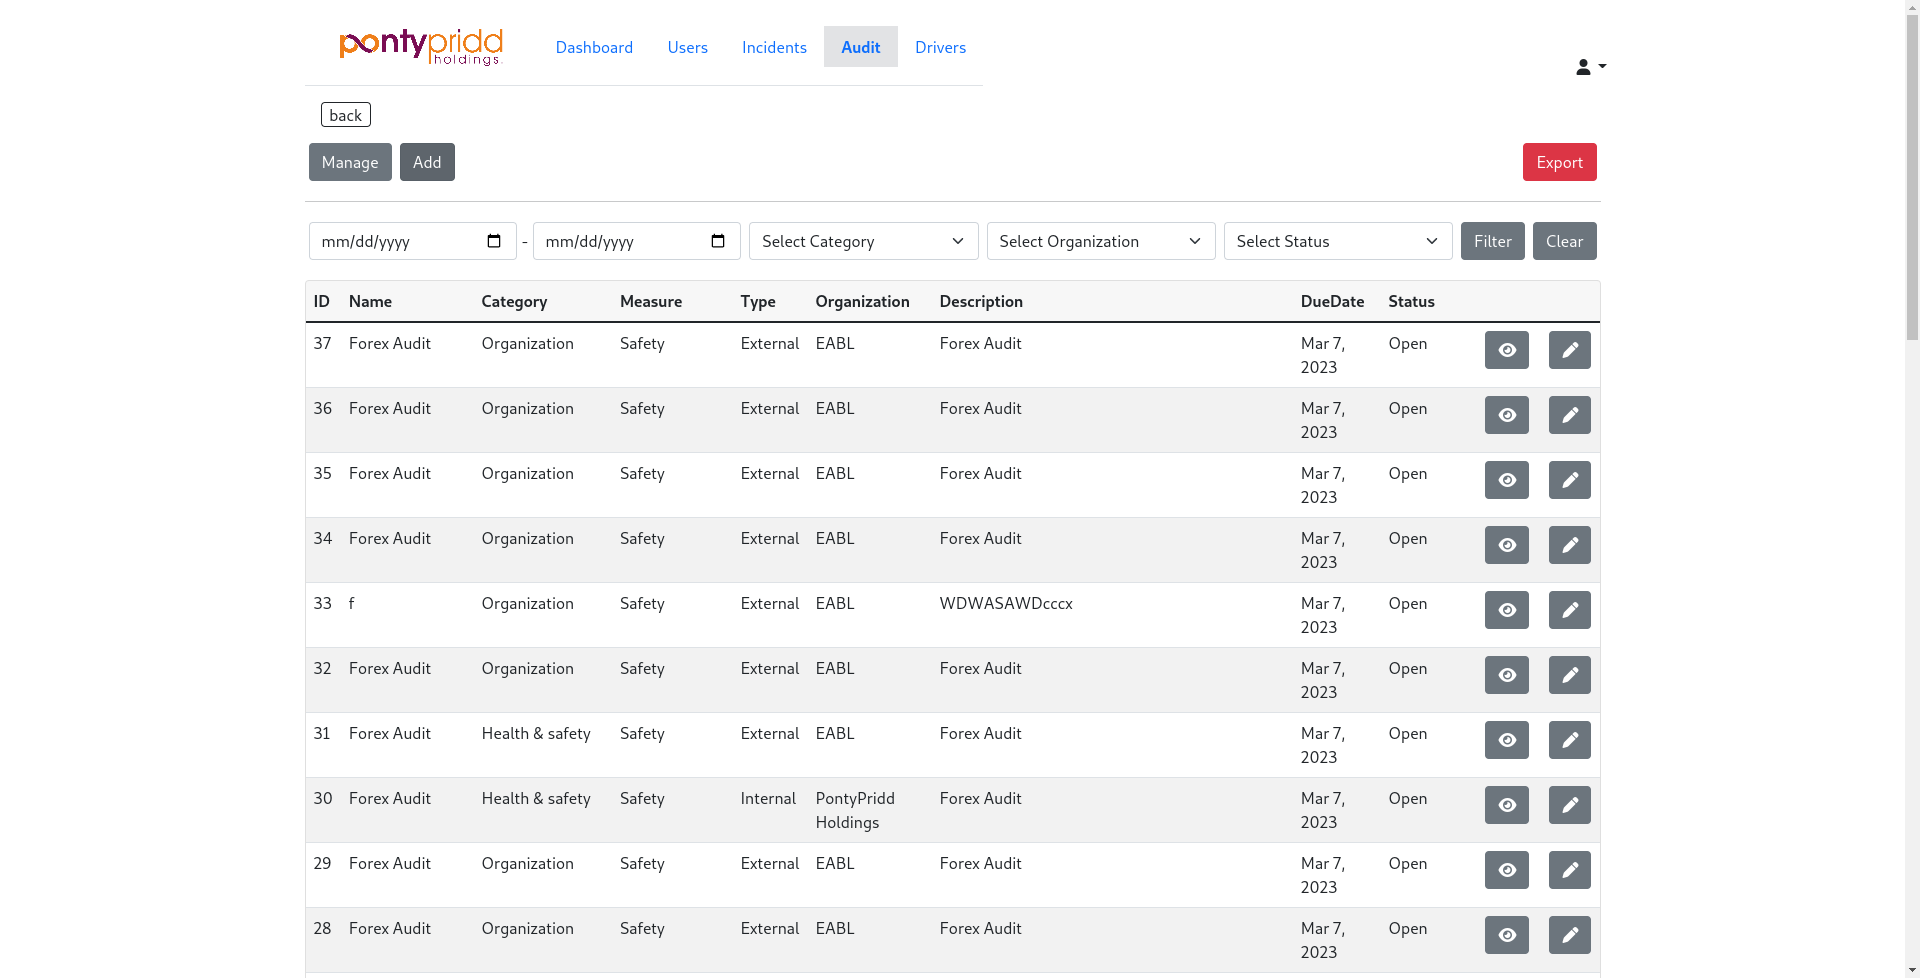 pontypridd
holdings.
Dashboard Users Incidents Audit Drivers
back
Manage Add Export
mm/dd/yyyy - mm/dd/yyyy Select Category Select Organization Select Status Filter Clear
ID Name Category Measure Type Organization Description DueDate Status
37 Forex Audit Organization Safety External EABL Forex Audit Mar 7, Open
2023
36 Forex Audit Organization Safety External EABL Forex Audit Mar 7, Open
2023
35 Forex Audit Organization Safety External EABL Forex Audit Mar 7, Open
2023
34 Forex Audit Organization Safety External EABL Forex Audit Mar 7, Open
2023
33 f Organization Safety External EABL WDWASAWDcccx Mar 7, Open
2023
32 Forex Audit Organization Safety External EABL Forex Audit Mar 7, Open
2023
31 Forex Audit Health & safety Safety External EABL Forex Audit Mar 7, Open
2023
30 Forex Audit Health & safety Safety Internal PontyPridd Forex Audit Mar 7, Open
Holdings 2023
29 Forex Audit Organization Safety External EABL Forex Audit Mar 7, Open
2023
28 Forex Audit Organization Safety External EABL Forex Audit Mar 7, Open
2023